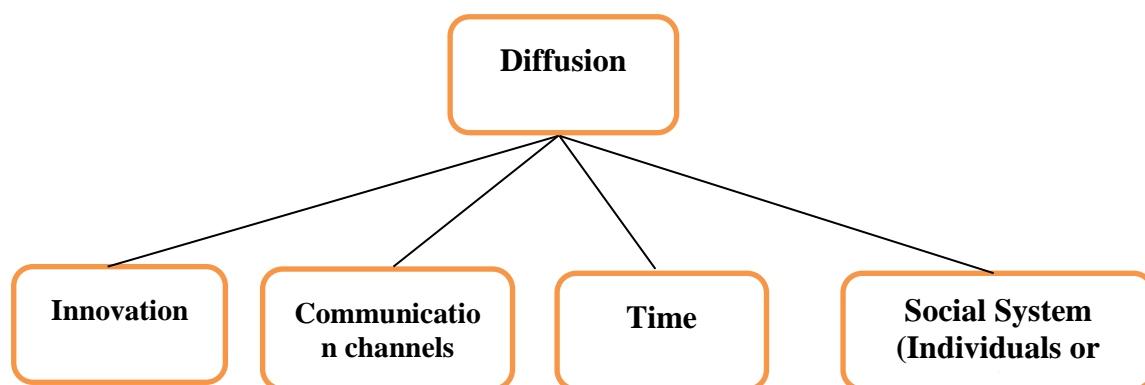 Diffusion
Innovation
Communicatio
n channels
Time
Social System
(Individuals or